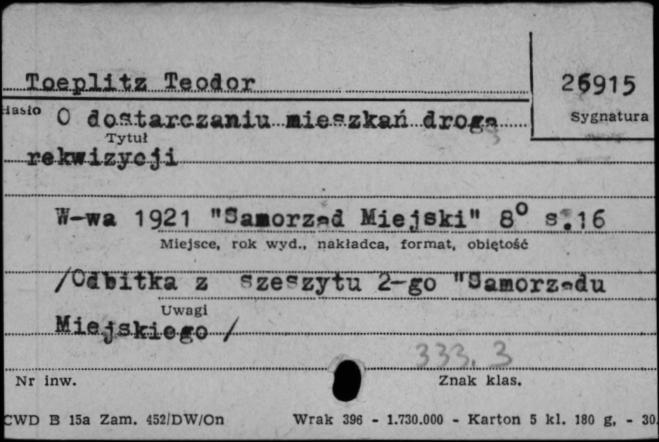 Toeplitz Teodor
26915
Hasło
Sygnatura
O dostarczaniu mieszkań drogą
Tytuł
rekwizycji
W-wa 1921 "Samorząd Miejski" 8° s.16
Miejsce, rok wyd., nakładca, format, objętość
/Odbitka z szeszytu 2-go "Samorządu
Uwagi
Miejskiego /
333.3
Nr inw.
Znak klas.
CWD B 15a Zam. 452/DW/On
Wrak 396 - 1.730.000 - Karton 5 kl. 180 g. - 30.